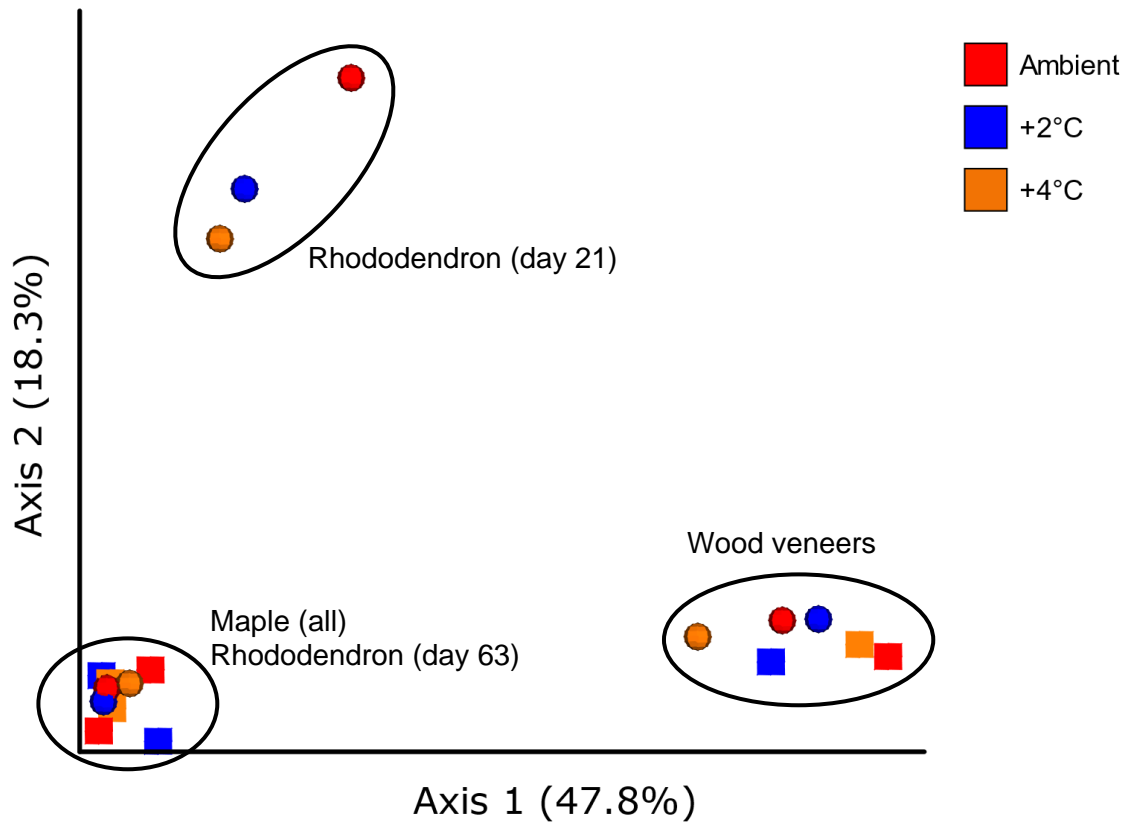 Ambient
+2°C
+4°C
Rhododendron (day 21)
Axis 2 (18.3%)
Wood veneers
Maple (all)
Rhododendron (day 63)
Axis 1 (47.8%)